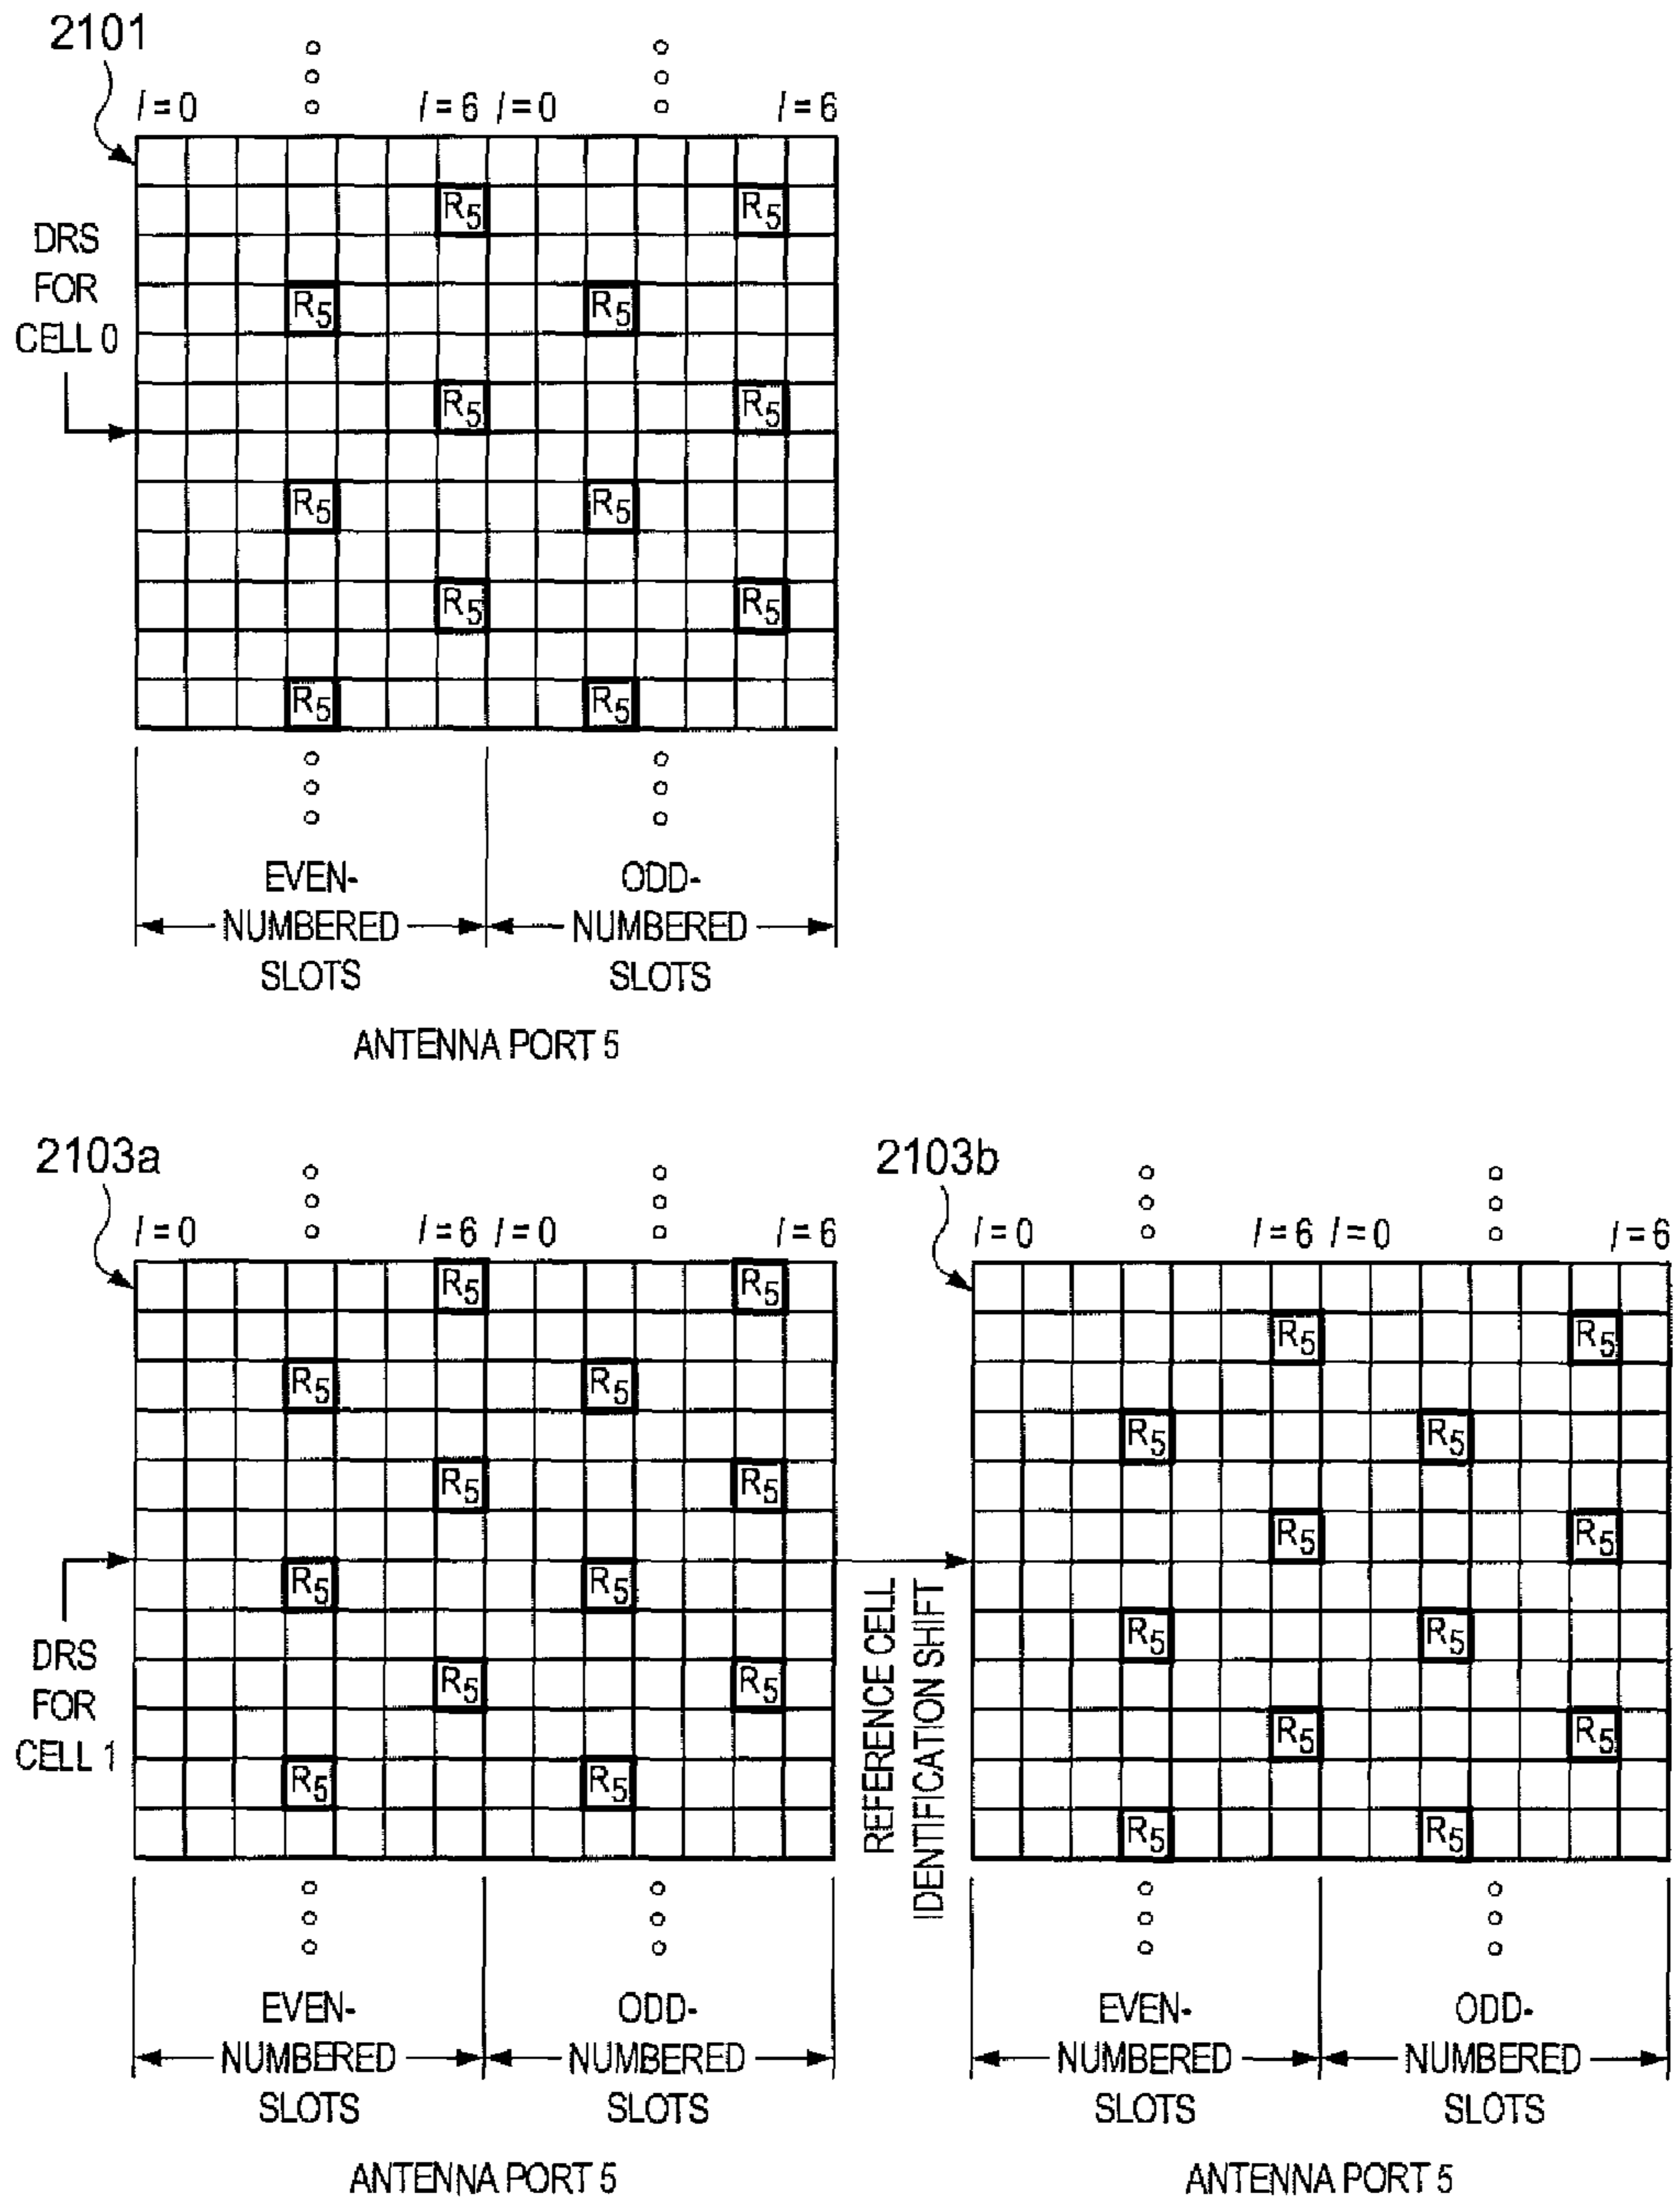 2101
l = 0 l = 6 l = 0 l = 6
R5 R5
DRS
FOR
CELL 0
R5 R5
R5 R5
R5 R5
R5 R5
R5 R5
EVEN-
NUMBERED
SLOTS
ODD-
NUMBERED
SLOTS
ANTENNA PORT 5
2103a
l = 0 l = 6 l = 0 l = 6
R5 R5
R5 R5
R5 R5
R5 R5
R5 R5
R5 R5
DRS
FOR
CELL 1
EVEN-
NUMBERED
SLOTS
ODD-
NUMBERED
SLOTS
ANTENNA PORT 5
REFERENCE CELL
IDENTIFICATION SHIFT
2103b
l = 0 l = 6 l = 0 l = 6
R5 R5
R5 R5
R5 R5
R5 R5
R5 R5
R5 R5
EVEN-
NUMBERED
SLOTS
ODD-
NUMBERED
SLOTS
ANTENNA PORT 5